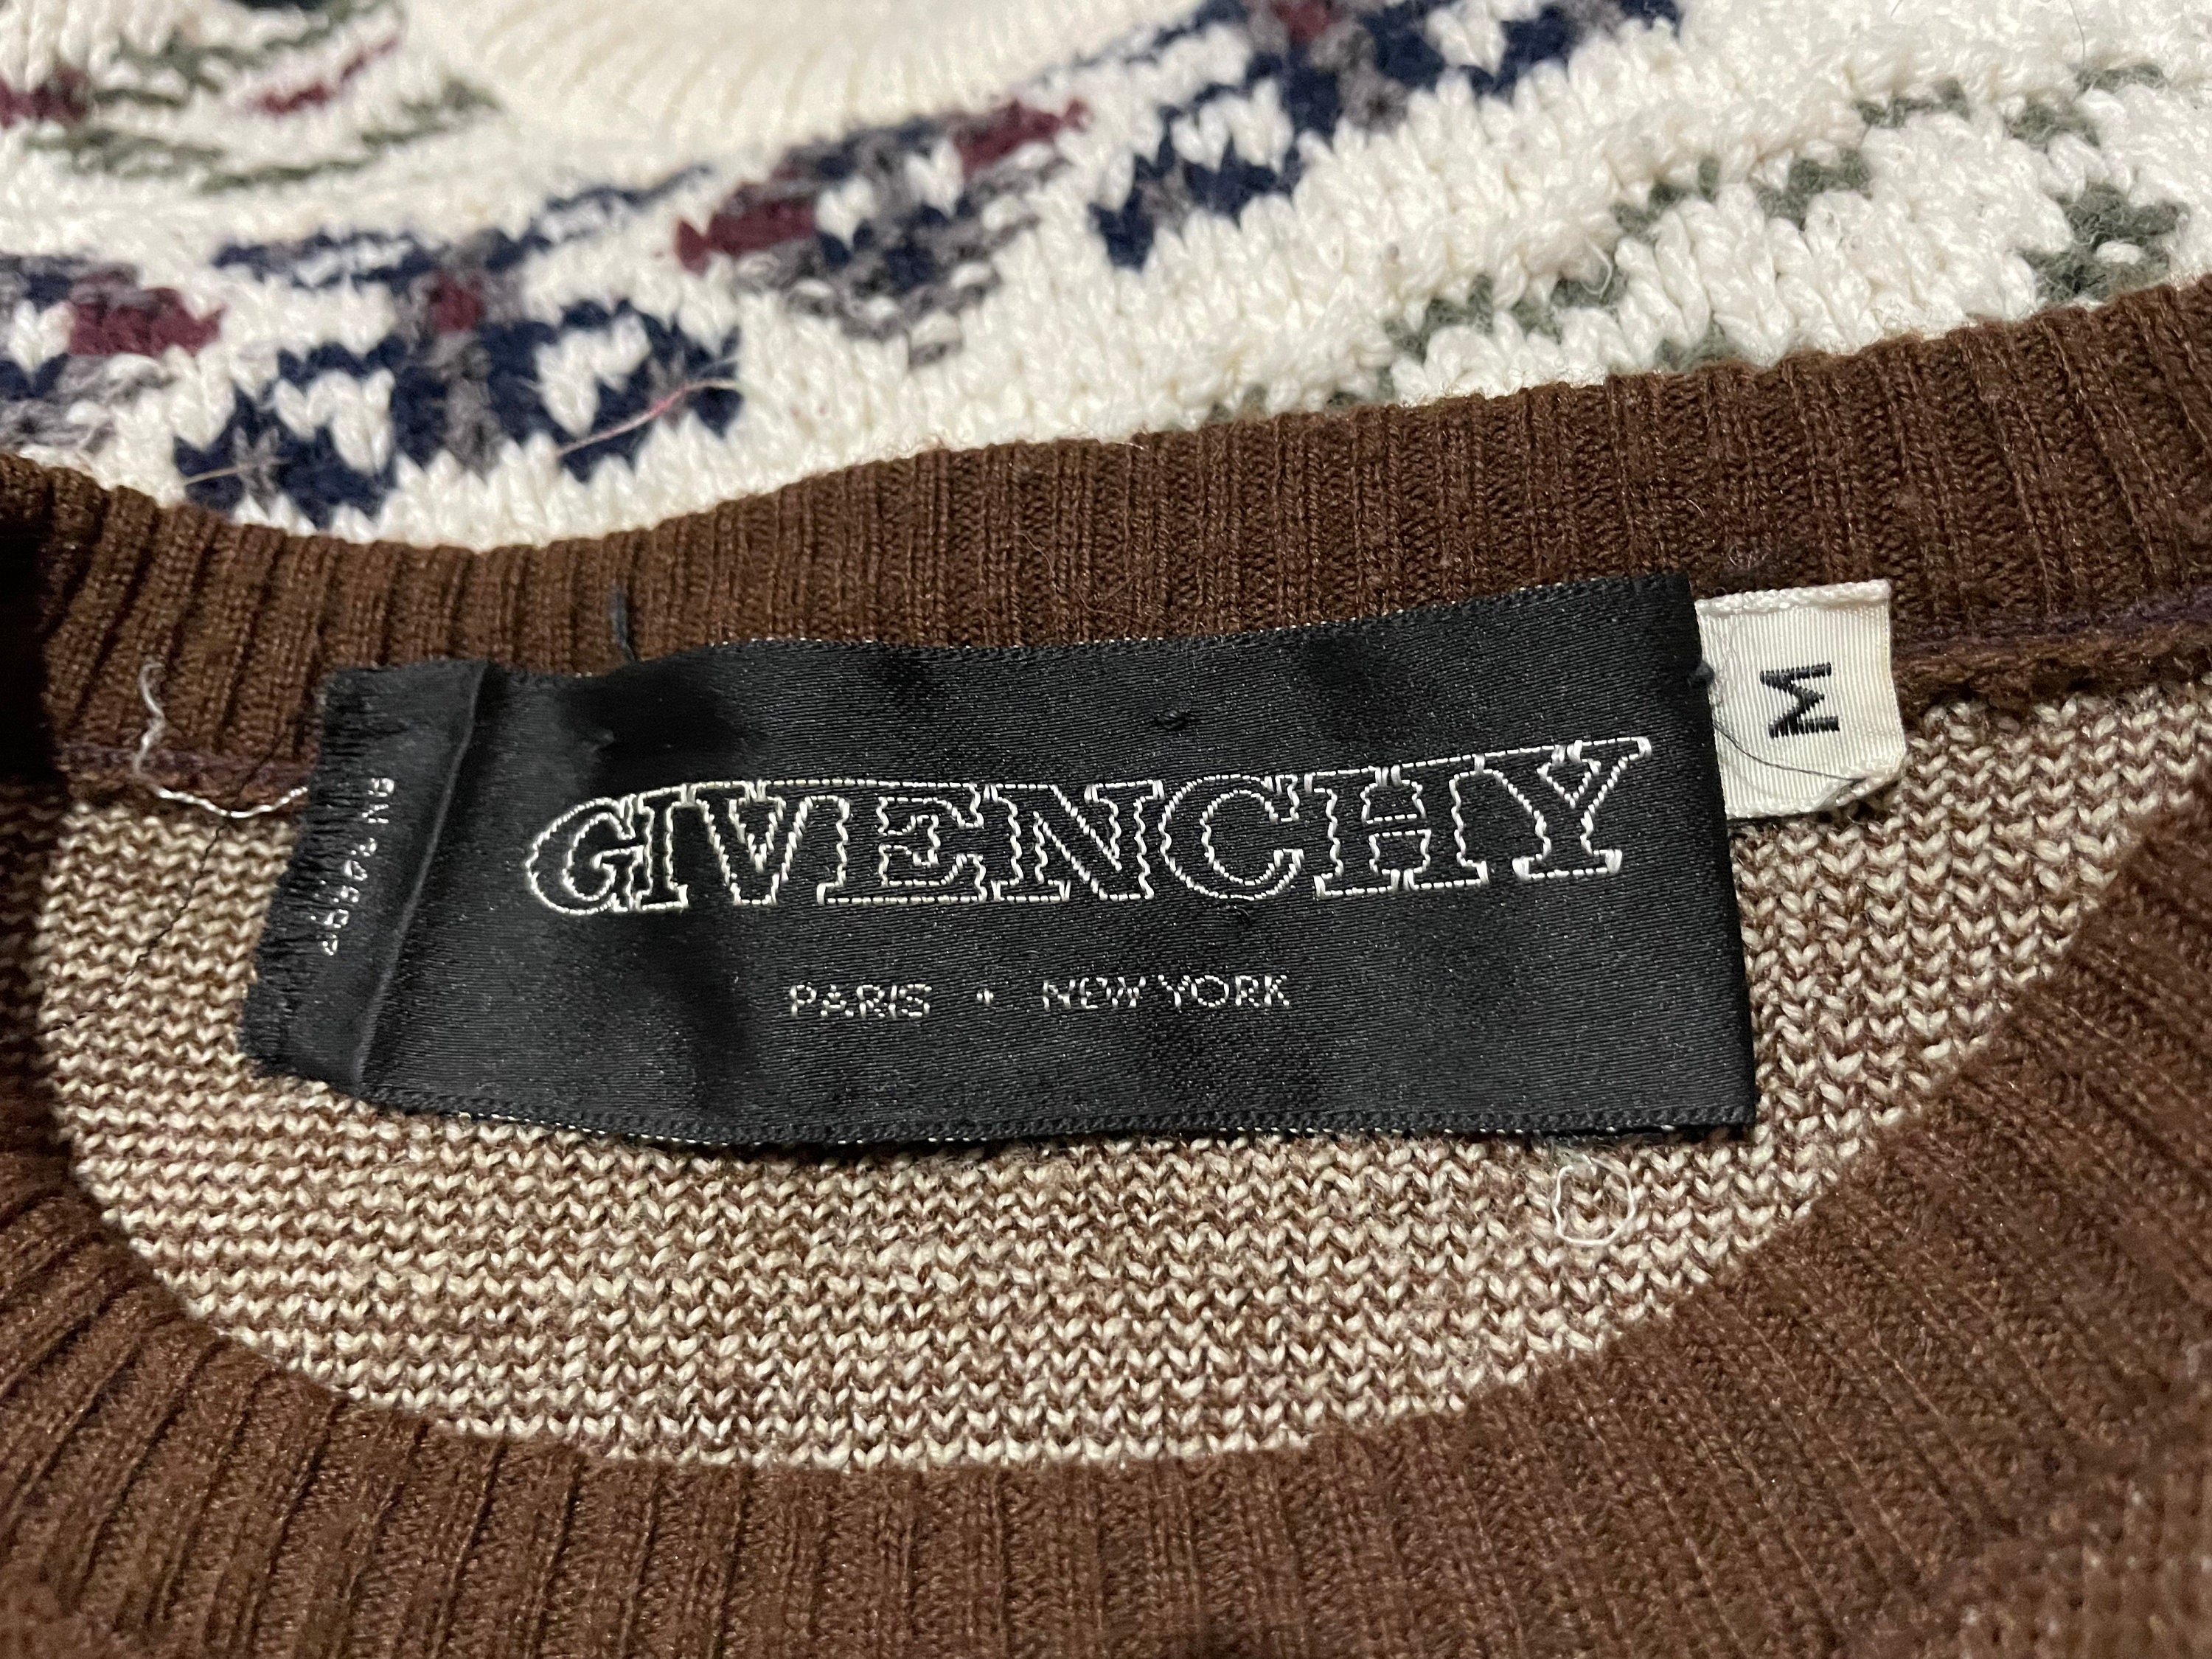 GIVENCHY
PARIS • NEW YORK
M